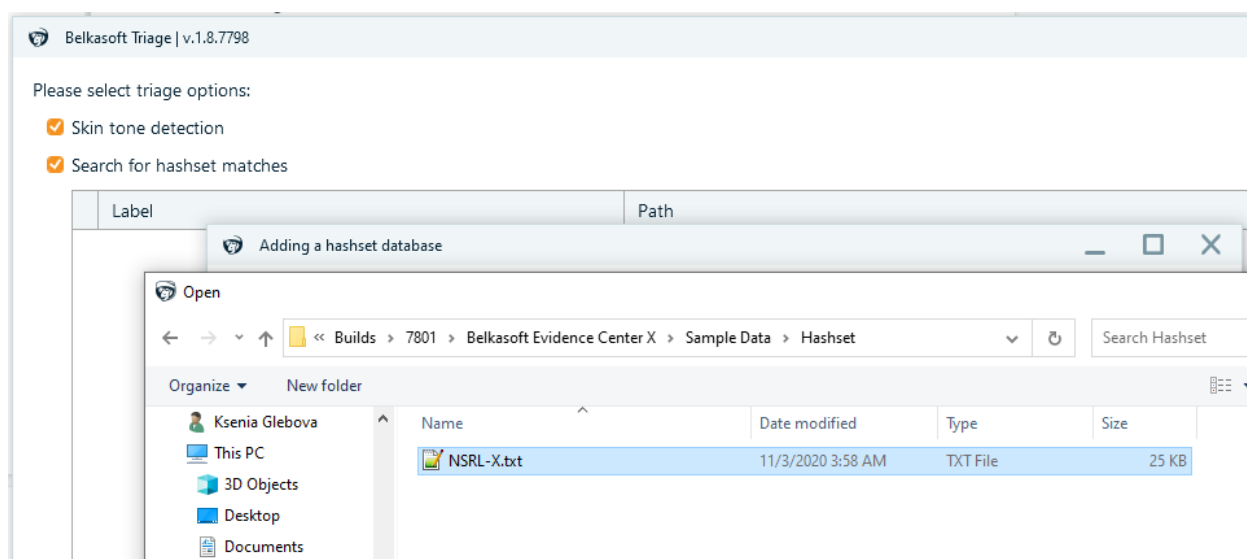 Belkasoft Triage | v.1.8.7798
Please select triage options:
Skin tone detection
Search for hashset matches
Label Path
Adding a hashset database
Open
« Builds > 7801 > Belkasoft Evidence Center X > Sample Data > Hashset Search Hashset
Organize New folder
Ksenia Glebova Name Date modified Type Size
This PC NSRL-X.txt 11/3/2020 3:58 AM TXT File 25 KB
3D Objects
Desktop
Documents